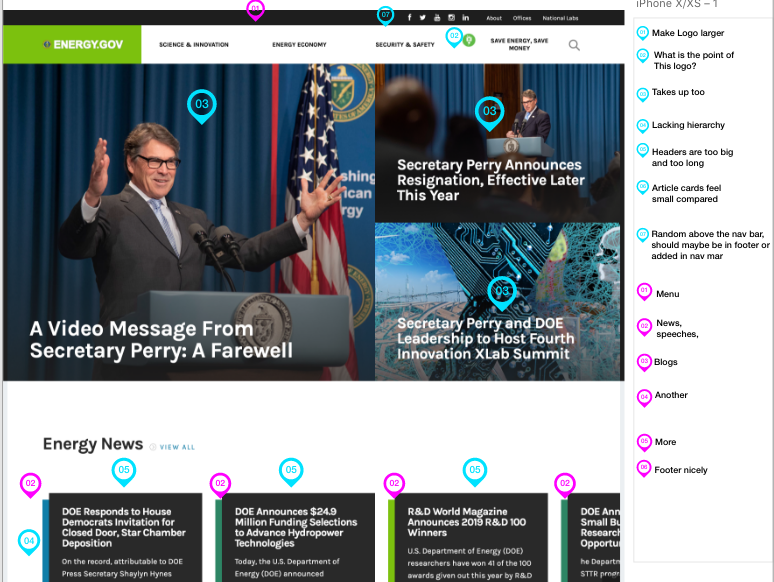 iPhone X/XS – 1
01
07
About Offices National Labs
ENERGY.GOV
SCIENCE & INNOVATION
ENERGY ECONOMY
SECURITY & SAFETY
02
SAVE ENERGY, SAVE
MONEY
03
A Video Message From
Secretary Perry: A Farewell
03
Secretary Perry Announces
Resignation, Effective Later
This Year
03
Secretary Perry and DOE
Leadership to Host Fourth
Innovation XLab Summit
Energy News
VIEW ALL
02
05
02
05
02
05
02
04
DOE Responds to House
Democrats Invitation for
Closed Door, Star Chamber
Deposition
On the record, attributable to DOE
Press Secretary Shaylyn Hynes
DOE Announces $24.9
Million Funding Selections
to Advance Hydropower
Technologies
Today, the U.S. Department of
Energy (DOE) announced
R&D World Magazine
Announces 2019 R&D 100
Winners
U.S. Department of Energy (DOE)
researchers have won 41 of the 100
awards given out this year by R&D
DOE Ann
Small Bu
Research
Opportu
The Depa
STTR progr
01 Make Logo larger
02 What is the point of
This logo?
03 Takes up too
04 Lacking hierarchy
05 Headers are too big
and too long
06 Article cards feel
small compared
07 Random above the nav bar,
should maybe be in footer or
added in nav mar
01 Menu
02 News,
speeches,
03 Blogs
04 Another
05 More
06 Footer nicely